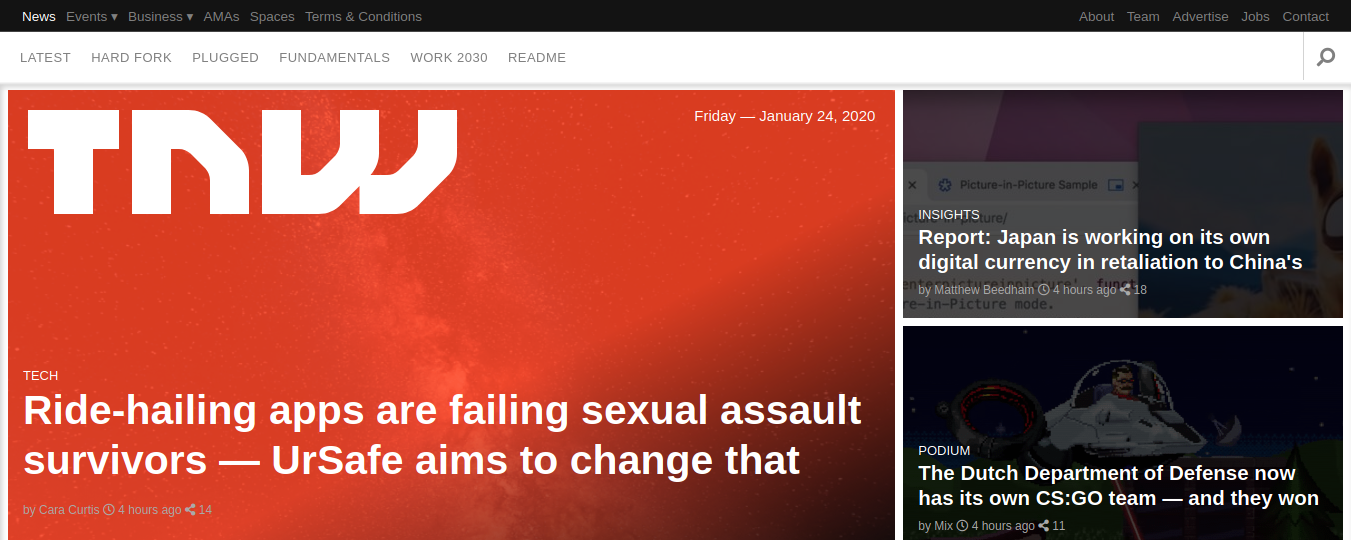 News Events ▾ Business ▾ AMAs Spaces Terms & Conditions
About Team Advertise Jobs Contact
LATEST HARD FORK PLUGGED FUNDAMENTALS WORK 2030 README
TNW
Friday — January 24, 2020
TECH
Ride-hailing apps are failing sexual assault
survivors — UrSafe aims to change that
by Cara Curtis 4 hours ago 14
Picture-in-Picture Sample
INSIGHTS
Report: Japan is working on its own
digital currency in retaliation to China's
by Matthew Beedham 4 hours ago 18
re-in-Picture mode.
PODIUM
The Dutch Department of Defense now
has its own CS:GO team — and they won
by Mix 4 hours ago 11